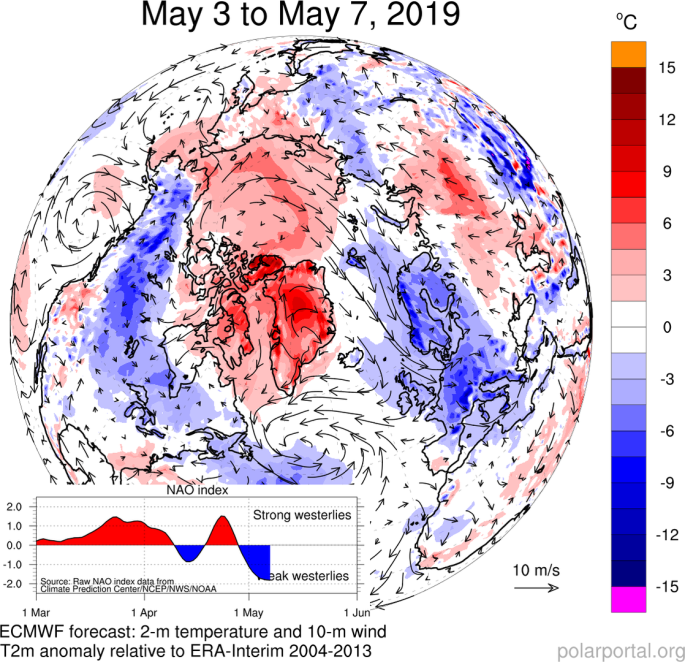 May 3 to May 7, 2019
°C
15
12
9
6
3
0
-3
-6
-9
-12
-15
NAO index
2.0
1.0
0.0
-1.0
-2.0
Strong westerlies
eak westerlies
Source: Raw NAO index data from
Climate Prediction Center/NCEP/NWS/NOAA
1 Mar 1 Apr 1 May 1 Jun
10 m/s
ECMWF forecast: 2-m temperature and 10-m wind
T2m anomaly relative to ERA-Interim 2004-2013
polarportal.org